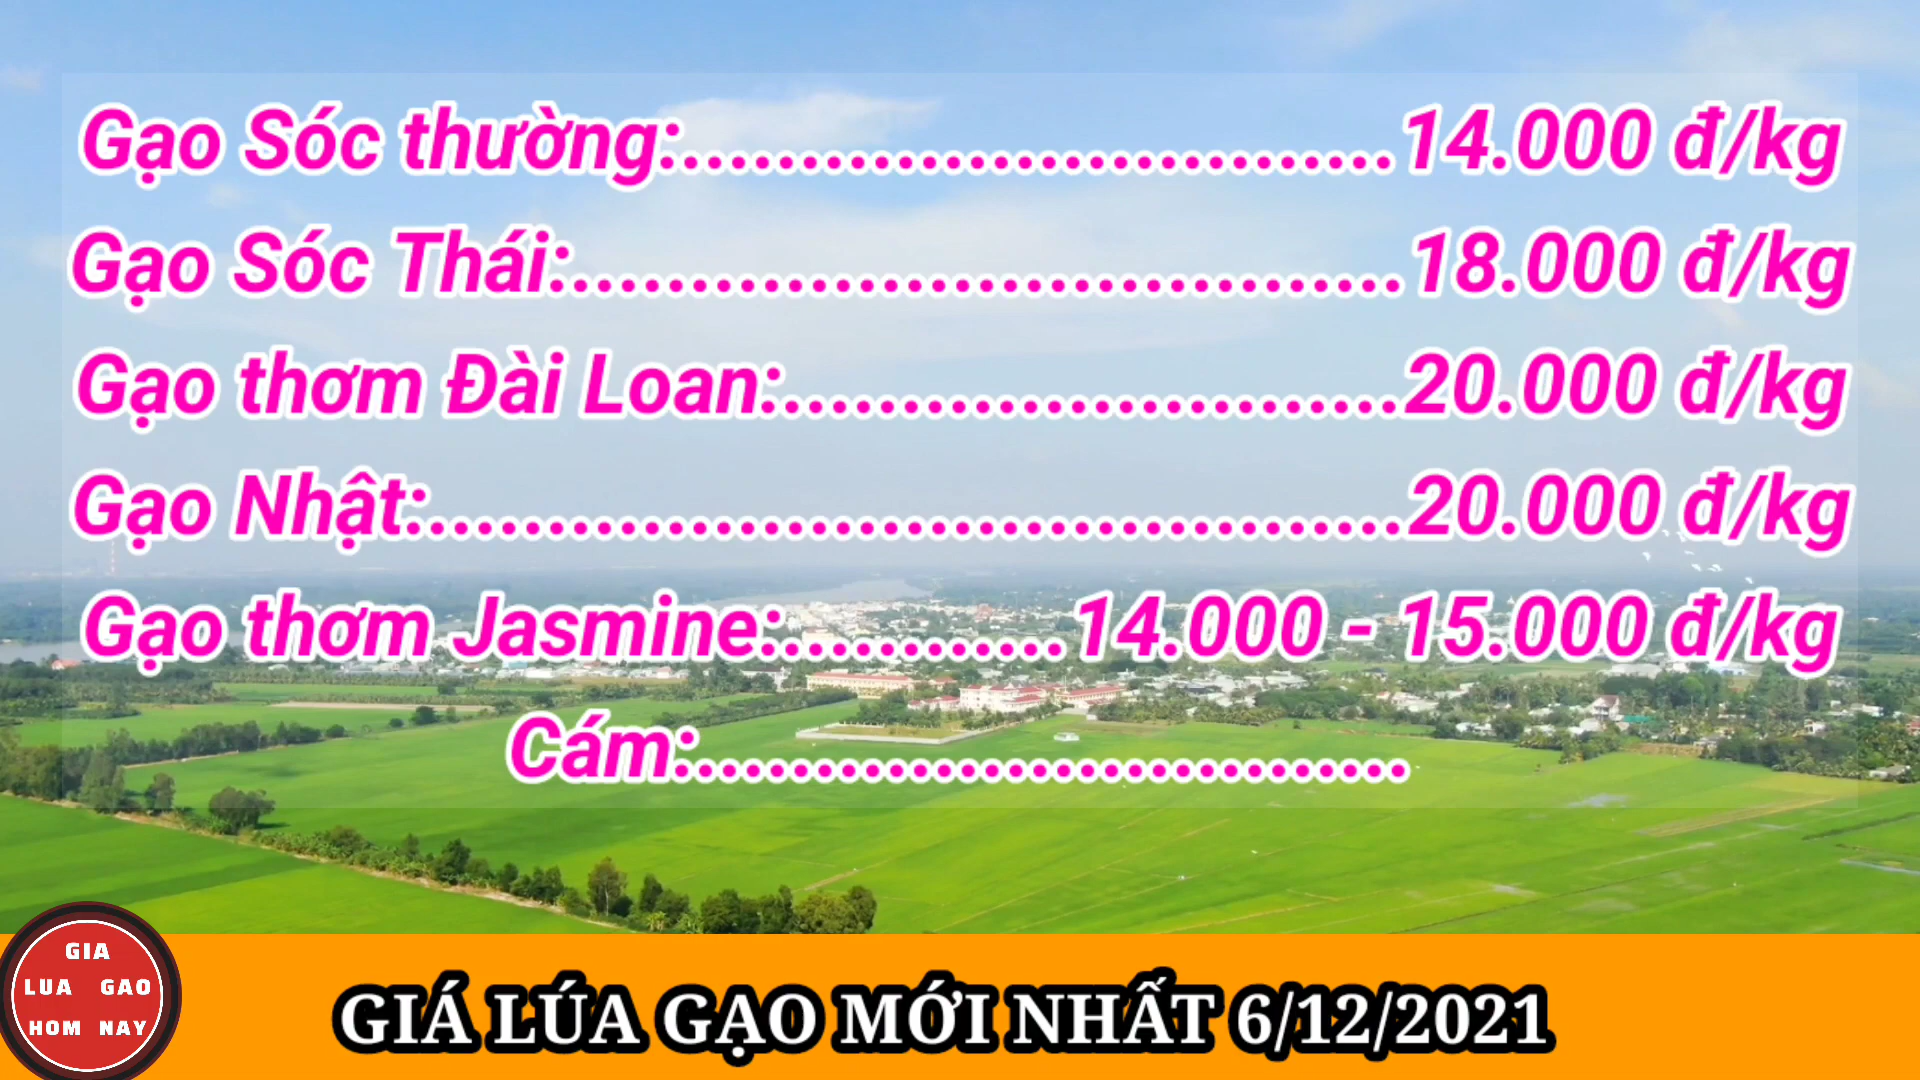 Gạo Sóc thường:..............................14.000 đ/kg
Gạo Sóc Thái:...................................18.000 đ/kg
Gạo thơm Đài Loan:..........................20.000 đ/kg
Gạo Nhật:.........................................20.000 đ/kg
Gạo thơm Jasmine:............14.000 - 15.000 đ/kg
Cám:..............................
GIÁ LÚA GẠO MỚI NHẤT 6/12/2021
GIA
LUA GAO
HOM NAY